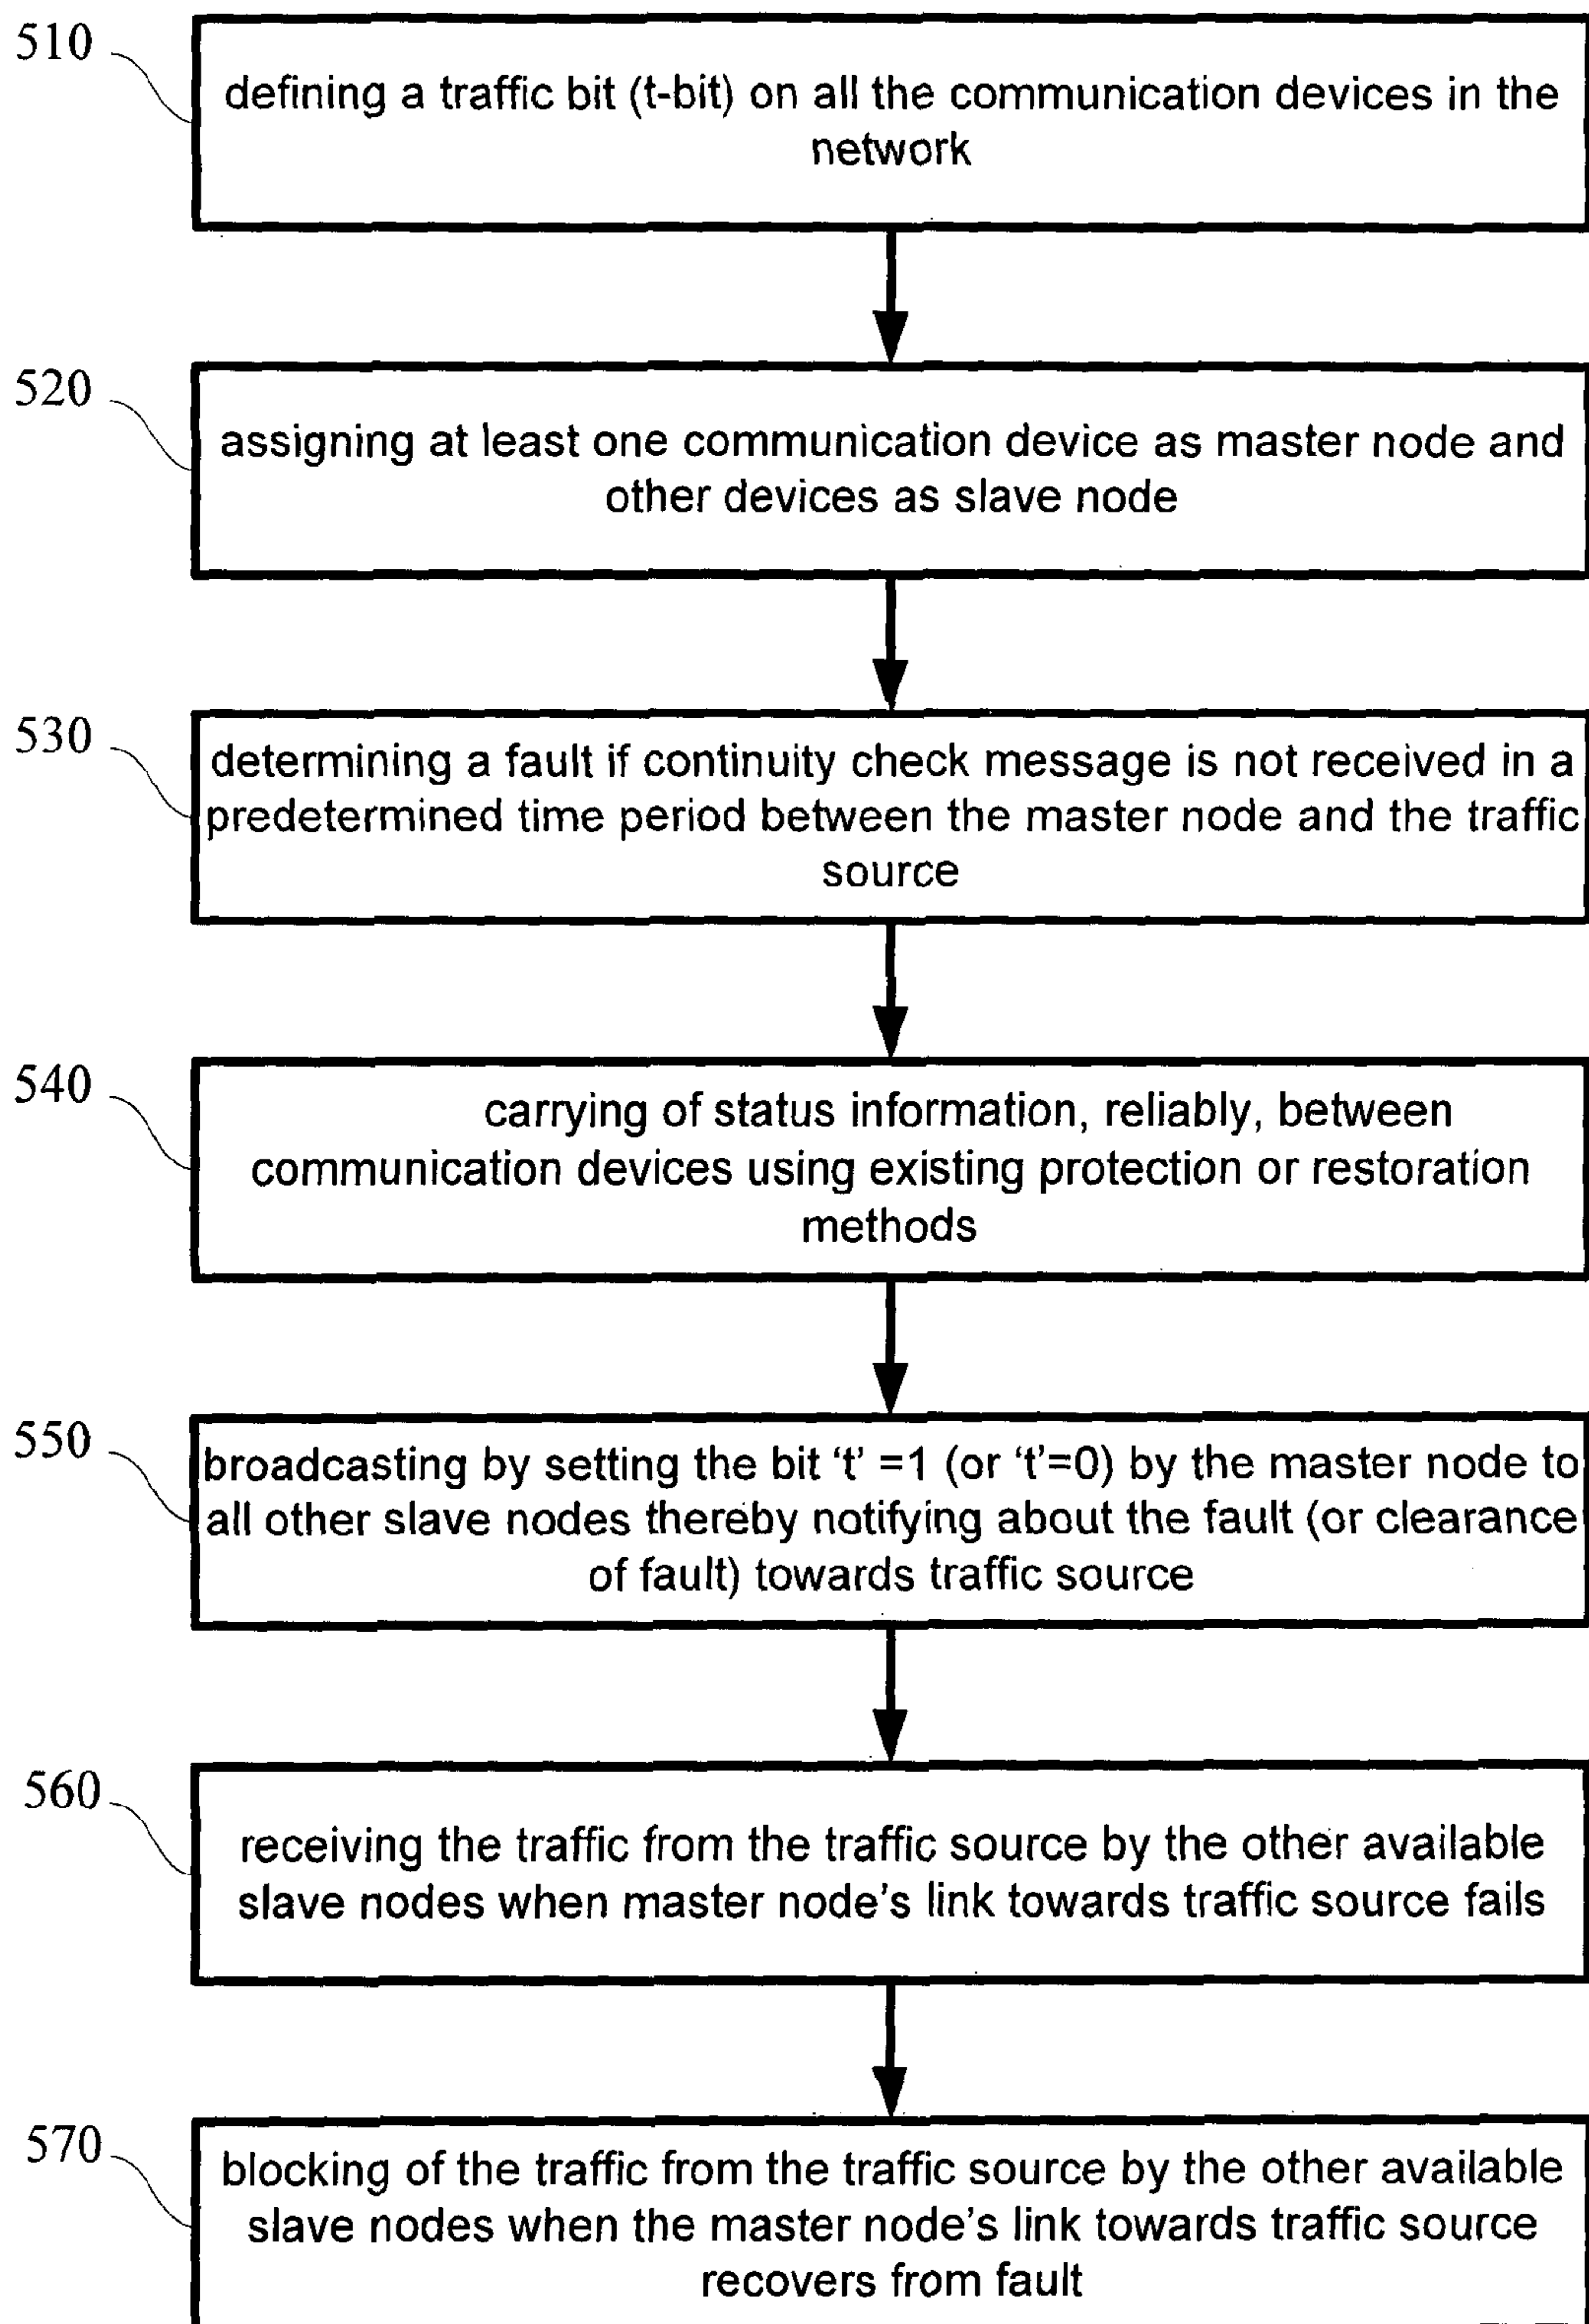 510
defining a traffic bit (t-bit) on all the communication devices in the
network
520
assigning at least one communication device as master node and
other devices as slave node
530
determining a fault if continuity check message is not received in a
predetermined time period between the master node and the traffic
source
540
carrying of status information, reliably, between
communication devices using existing protection or restoration
methods
550
broadcasting by setting the bit ‘t’ =1 (or ‘t’=0) by the master node to
all other slave nodes thereby notifying about the fault (or clearance
of fault) towards traffic source
560
receiving the traffic from the traffic source by the other available
slave nodes when master node’s link towards traffic source fails
570
blocking of the traffic from the traffic source by the other available
slave nodes when the master node’s link towards traffic source
recovers from fault